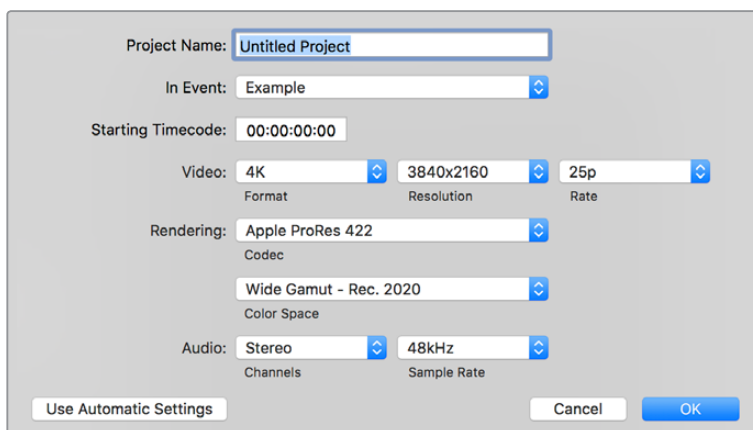 Project Name: Untitled Project
In Event: Example
Starting Timecode: 00:00:00:00
Video: 4K 3840x2160 25p
Format Resolution Rate
Rendering: Apple ProRes 422
Codec
Wide Gamut - Rec. 2020
Color Space
Audio: Stereo 48kHz
Channels Sample Rate
Use Automatic Settings Cancel OK